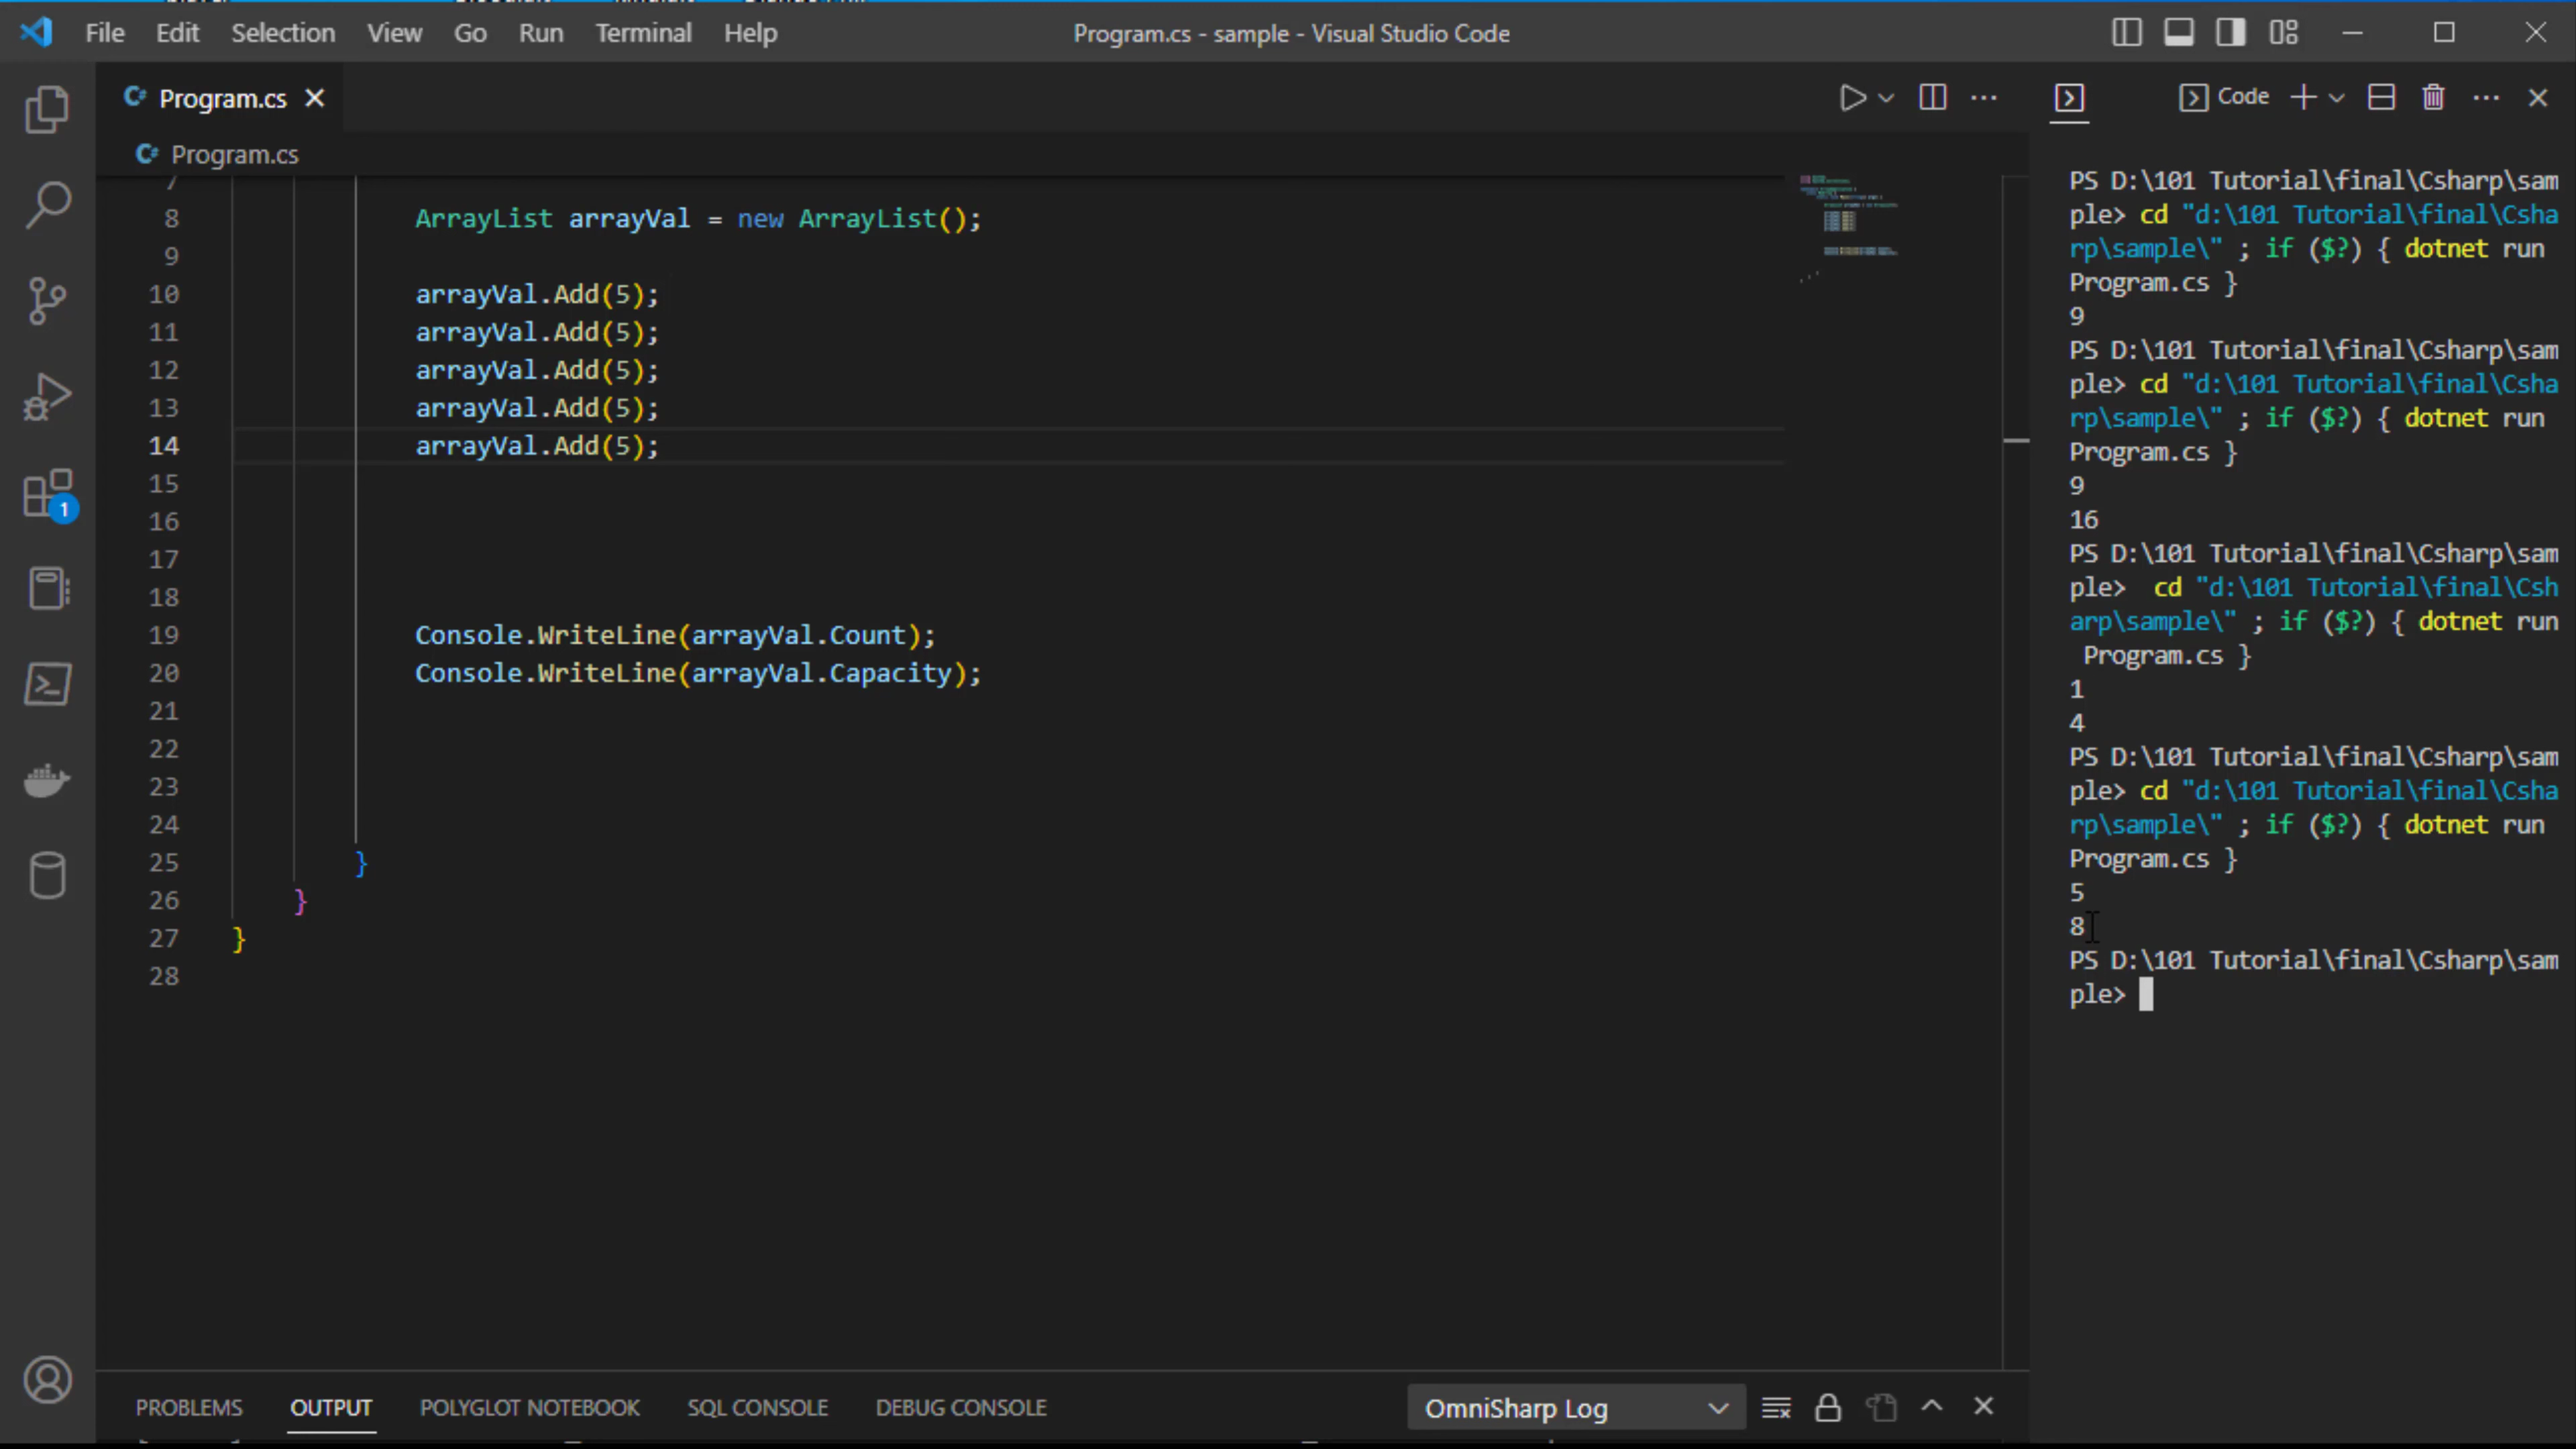 File Edit Selection View Go Run Terminal Help
Program.cs - sample - Visual Studio Code
Program.cs
Code
Program.cs
7
8 ArrayList arrayVal = new ArrayList();
9
10 arrayVal.Add(5);
11 arrayVal.Add(5);
12 arrayVal.Add(5);
13 arrayVal.Add(5);
14 arrayVal.Add(5);
15
16
17
18
19 Console.WriteLine(arrayVal.Count);
20 Console.WriteLine(arrayVal.Capacity);
21
22
23
24
25 }
26 }
27 }
28
1
PS D:\101 Tutorial\final\Csharp\sam
ple> cd "d:\101 Tutorial\final\Csha
rp\sample\" ; if ($?) { dotnet run
Program.cs }
9
PS D:\101 Tutorial\final\Csharp\sam
ple> cd "d:\101 Tutorial\final\Csha
rp\sample\" ; if ($?) { dotnet run
Program.cs }
9
16
PS D:\101 Tutorial\final\Csharp\sam
ple>  cd "d:\101 Tutorial\final\Csh
arp\sample\" ; if ($?) { dotnet run
 Program.cs }
1
4
PS D:\101 Tutorial\final\Csharp\sam
ple> cd "d:\101 Tutorial\final\Csha
rp\sample\" ; if ($?) { dotnet run
Program.cs }
5
8
PS D:\101 Tutorial\final\Csharp\sam
ple>
PROBLEMS OUTPUT POLYGLOT NOTEBOOK SQL CONSOLE DEBUG CONSOLE
OmniSharp Log